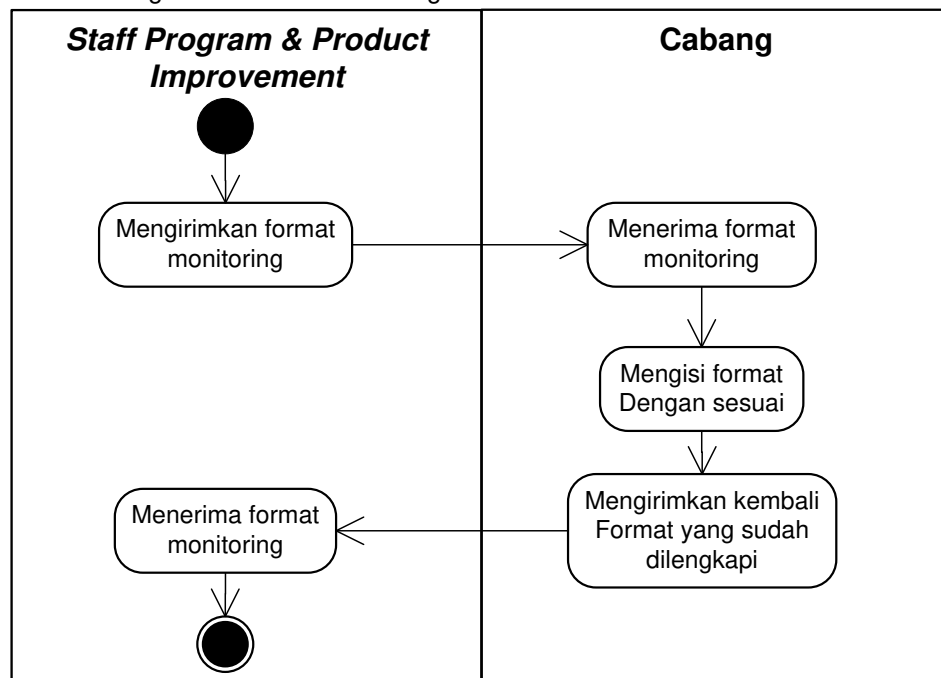 Staff Program & Product
Improvement
Cabang
Mengirimkan format
monitoring
Menerima format
monitoring
Mengisi format
Dengan sesuai
Mengirimkan kembali
Format yang sudah
dilengkapi
Menerima format
monitoring